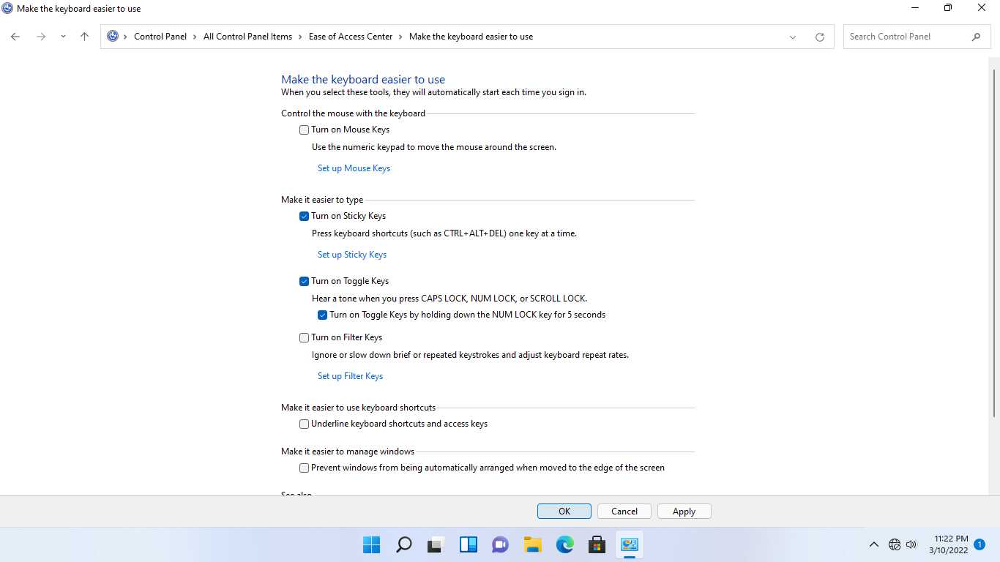 Make the keyboard easier to use
Control Panel > All Control Panel Items > Ease of Access Center > Make the keyboard easier to use
Search Control Panel
Make the keyboard easier to use
When you select these tools, they will automatically start each time you sign in.
Control the mouse with the keyboard
Turn on Mouse Keys
Use the numeric keypad to move the mouse around the screen.
Set up Mouse Keys
Make it easier to type
Turn on Sticky Keys
Press keyboard shortcuts (such as CTRL+ALT+DEL) one key at a time.
Set up Sticky Keys
Turn on Toggle Keys
Hear a tone when you press CAPS LOCK, NUM LOCK, or SCROLL LOCK.
Turn on Toggle Keys by holding down the NUM LOCK key for 5 seconds
Turn on Filter Keys
Ignore or slow down brief or repeated keystrokes and adjust keyboard repeat rates.
Set up Filter Keys
Make it easier to use keyboard shortcuts
Underline keyboard shortcuts and access keys
Make it easier to manage windows
Prevent windows from being automatically arranged when moved to the edge of the screen
See also
OK
Cancel
Apply
11:22 PM
3/10/2022
1